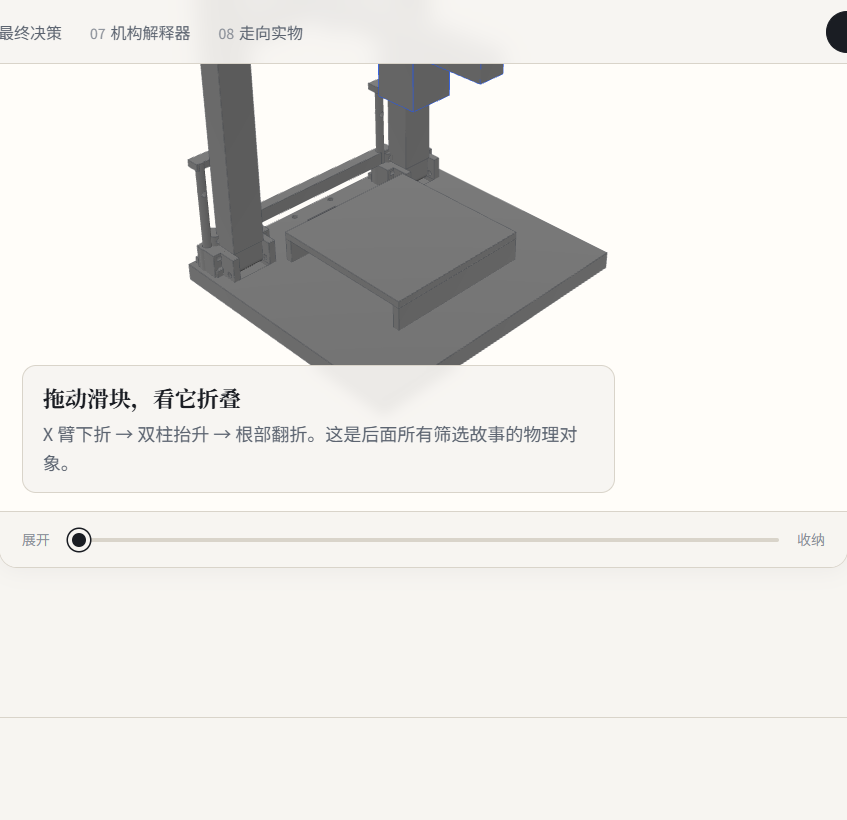 最终决策 07 机构解释器 08 走向实物
拖动滑块，看它折叠
X 臂下折 → 双柱抬升 → 根部翻折。这是后面所有筛选故事的物理对
象。
展开 收纳